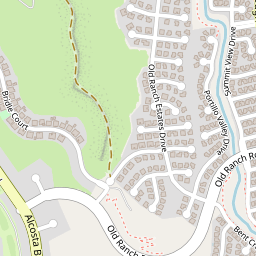 Bridle Court
Old Ranch Estates Drive
Portillo Valley Drive
Summit View Drive
Old Ranch R
Alcosta B
Old Ranch R
Bent C